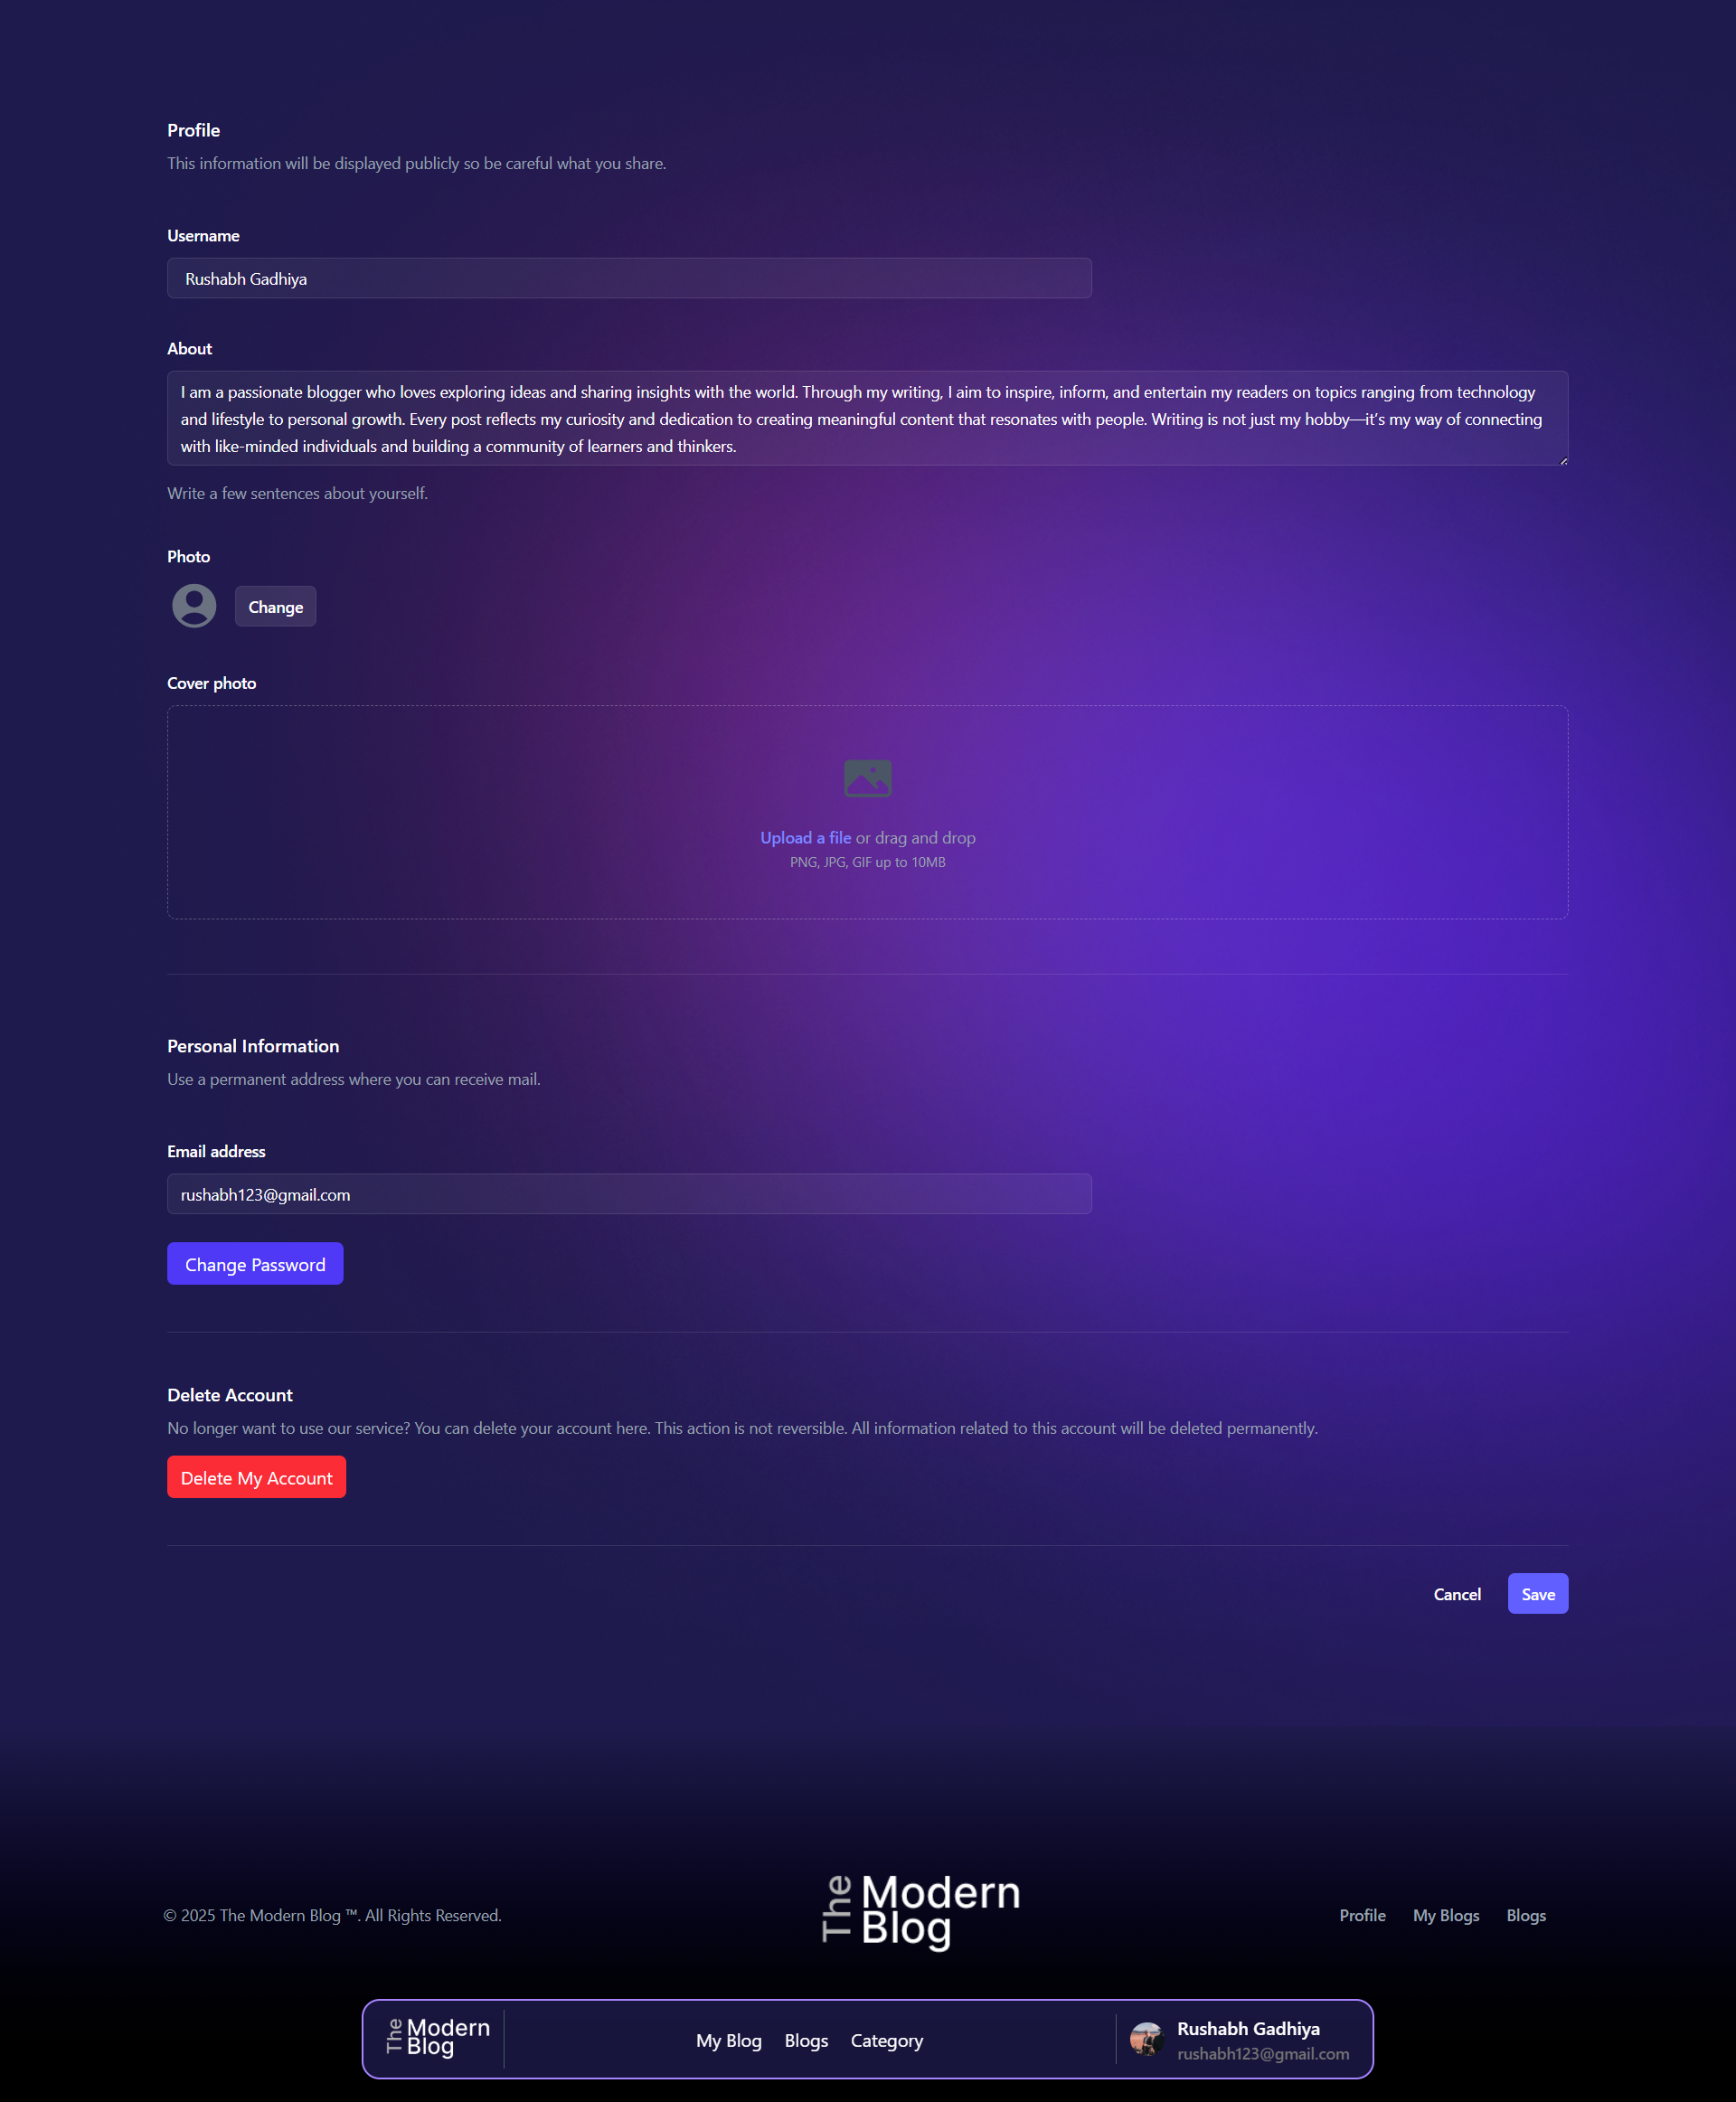 Profile
This information will be displayed publicly so be careful what you share.
Username
Rushabh Gadhiya
About
I am a passionate blogger who loves exploring ideas and sharing insights with the world. Through my writing, I aim to inspire, inform, and entertain my readers on topics ranging from technology
and lifestyle to personal growth. Every post reflects my curiosity and dedication to creating meaningful content that resonates with people. Writing is not just my hobby—it’s my way of connecting
with like-minded individuals and building a community of learners and thinkers.
Write a few sentences about yourself.
Photo
Change
Cover photo
Upload a file or drag and drop
PNG, JPG, GIF up to 10MB
Personal Information
Use a permanent address where you can receive mail.
Email address
rushabh123@gmail.com
Change Password
Delete Account
No longer want to use our service? You can delete your account here. This action is not reversible. All information related to this account will be deleted permanently.
Delete My Account
Cancel Save
© 2025 The Modern Blog ™. All Rights Reserved.
The Modern
Blog
Profile My Blogs Blogs
The Modern
Blog
My Blog Blogs Category
Rushabh Gadhiya
rushabh123@gmail.com